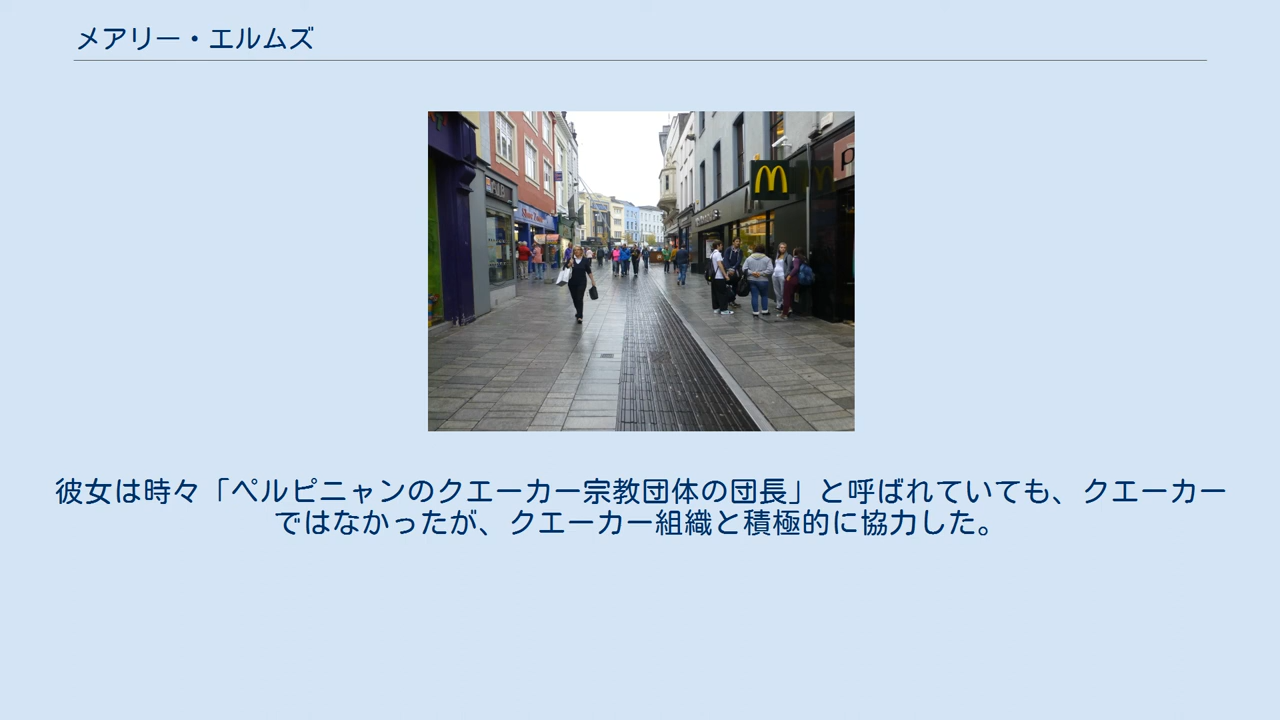 メアリー・エルムズ
彼女は時々「ペルピニャンのクエーカー宗教団体の団長」と呼ばれていても、クエーカー
ではなかったが、クエーカー組織と積極的に協力した。